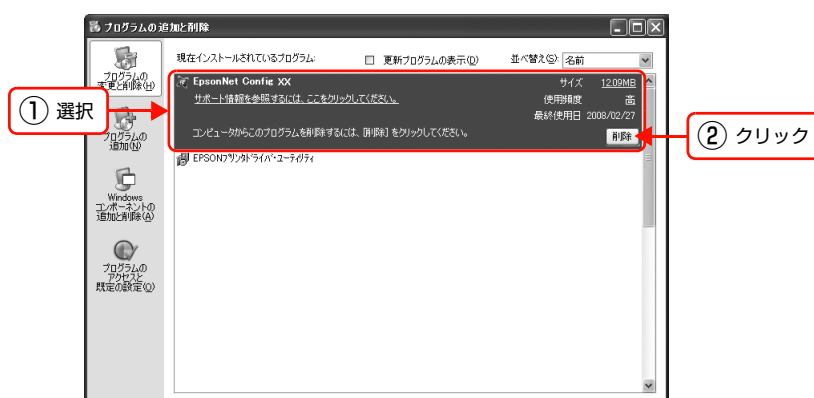 プログラムの追加と削除
現在インストールされているプログラム:
更新プログラムの表示(D)
並べ替え(S):
名前
プログラムの
変更と削除(H)
プログラムの
追加(N)
Windows
コンポーネントの
追加と削除(A)
プログラムの
アクセスと
既定の設定(O)
① 選択
EpsonNet Config XX
サイズ 12.09MB
サポート情報を参照するには、ここをクリックしてください。
使用頻度 高
最終使用日 2008/02/27
コンピュータからこのプログラムを削除するには、[削除] をクリックしてください。
削除
② クリック
EPSONプリンタドライバ・ユーティリティ